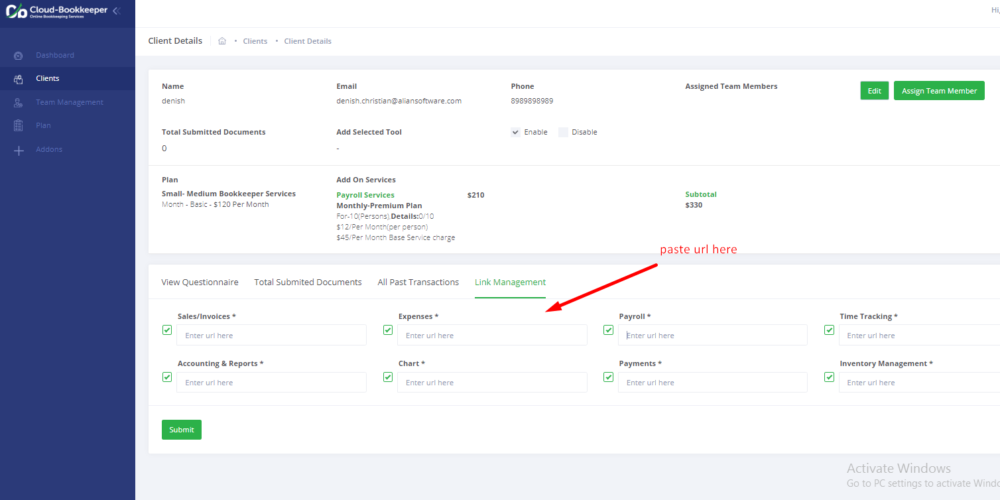 Cloud-Bookkeeper
Online Bookkeeping Services
Hi,
Client Details • Clients • Client Details
Dashboard
Clients
Team Management
Plan
Addons
Name Email Phone Assigned Team Members Edit Assign Team Member
denish denish.christian@aliansoftware.com 8989898989
Total Submitted Documents Add Selected Tool Enable Disable
0 -
Plan Add On Services
Small- Medium Bookkeeper Services Payroll Services $210 Subtotal
Month - Basic - $120 Per Month Monthly-Premium Plan $330
For-10(Persons),Details:0/10
$12/Per Month(per person)
$45/Per Month Base Service charge
paste url here
View Questionnaire Total Submited Documents All Past Transactions Link Management
Sales/Invoices * Expenses * Payroll * Time Tracking *
Enter url here Enter url here Enter url here Enter url here
Accounting & Reports * Chart * Payments * Inventory Management *
Enter url here Enter url here Enter url here Enter url here
Submit
Activate Windows
Go to PC settings to activate Windo